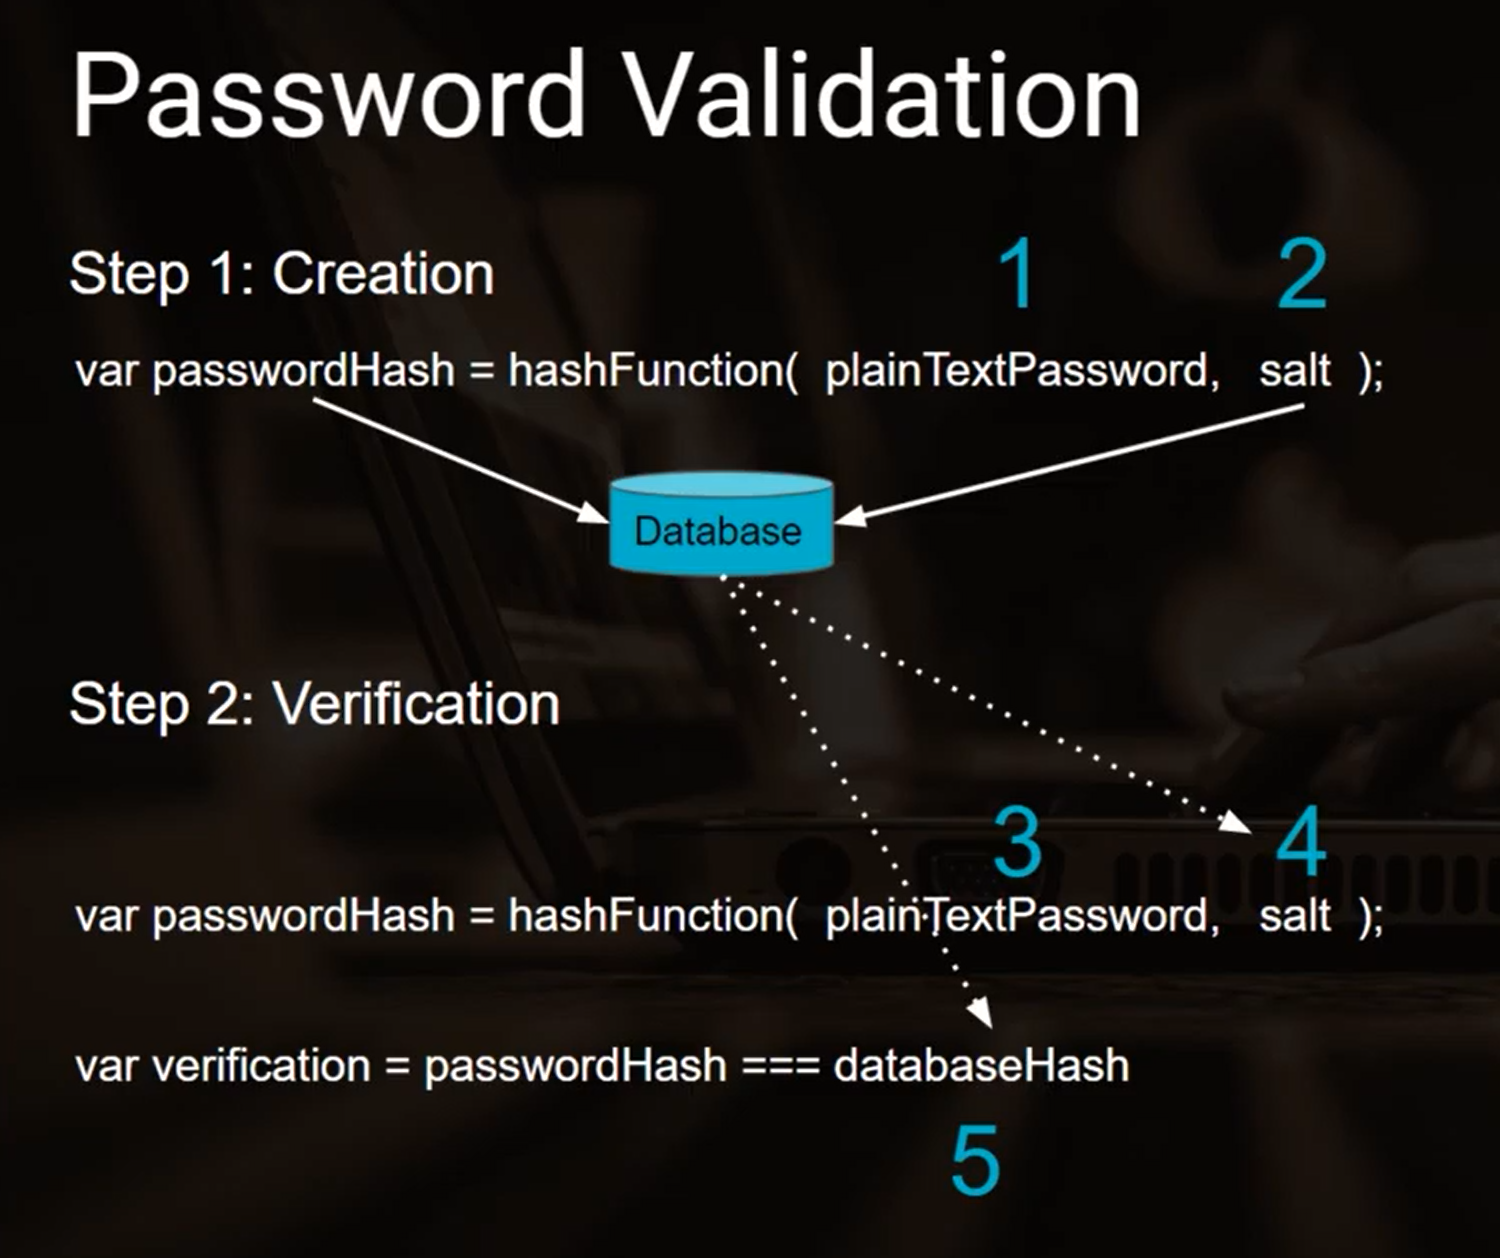 Password Validation
Step 1: Creation
1 2
var passwordHash = hashFunction( plainTextPassword, salt );
Database
Step 2: Verification
3 4
var passwordHash = hashFunction( plainTextPassword, salt );
var verification = passwordHash === databaseHash
5